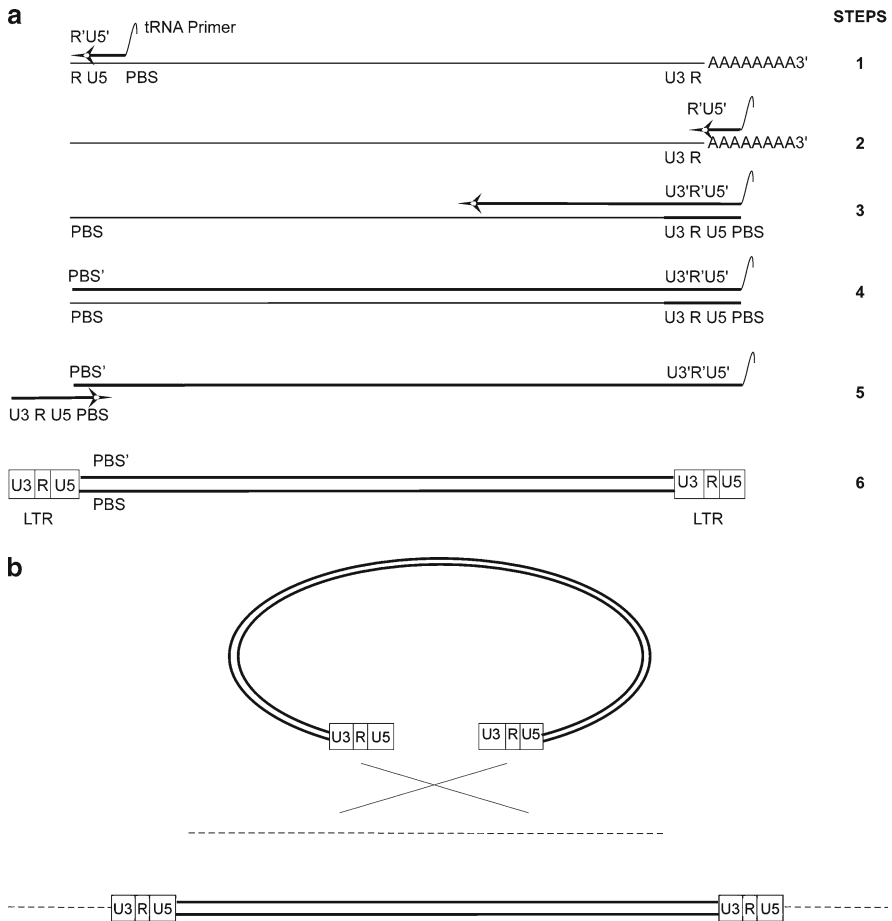 a
STEPS
R'U5' tRNA Primer
R U5 PBS U3 R AAAAAAAA3' 1
R'U5'
U3 R AAAAAAAA3' 2
U3'R'U5'
PBS U3 R U5 PBS 3
PBS' U3'R'U5'
PBS U3 R U5 PBS 4
PBS' U3'R'U5'
U3 R U5 PBS 5
PBS'
U3 R U5 U3 R U5 6
PBS
LTR LTR
b
U3 R U5 U3 R U5
U3 R U5 U3 R U5